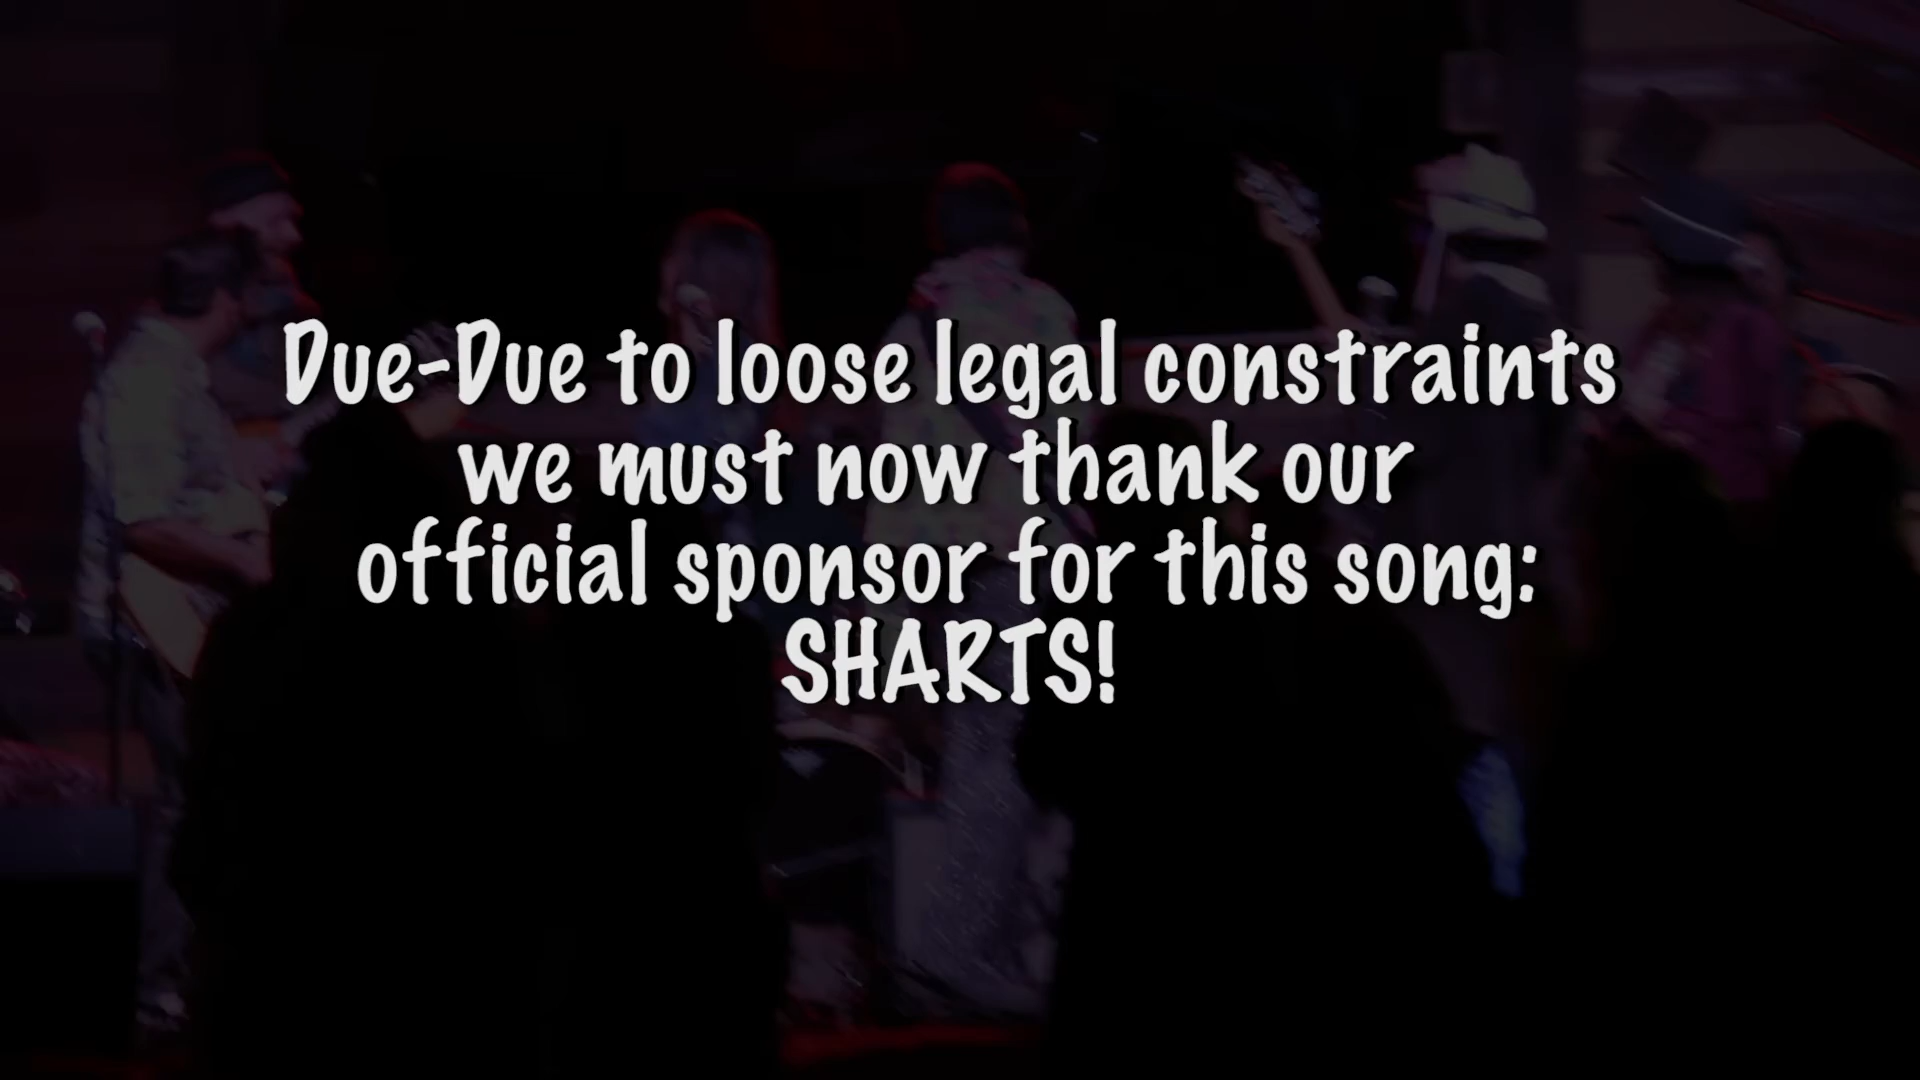 Due-Due to loose legal constraints
we must now thank our
official sponsor for this song:
SHARTS!